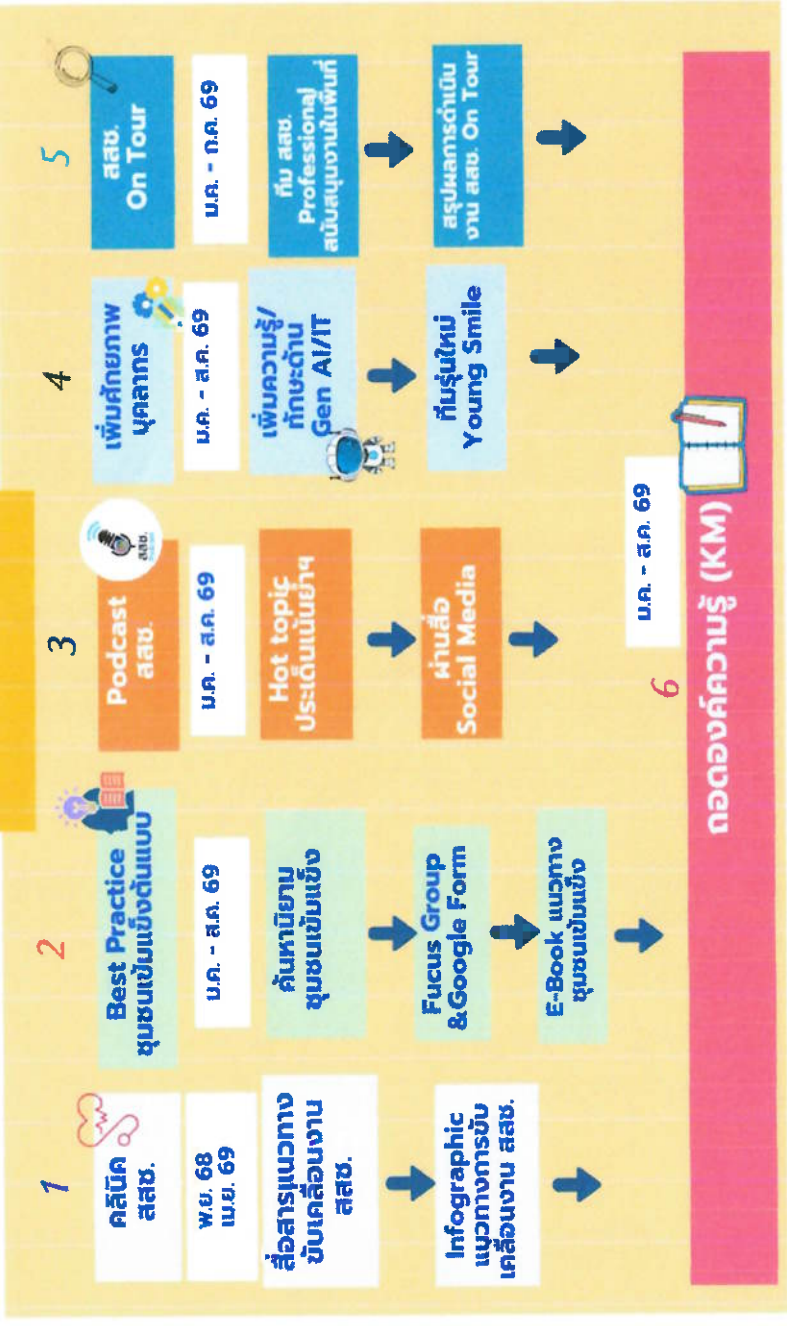 1
คลินิค
สสช.
พ.ย. 68
เม.ย. 69
สื่อสารแนวทาง
ขับเคลื่อนงาน
สสช.
Infographic
แนวทางการขับ
เคลื่อนงาน สสช.
2
Best Practice
ชุมชนเข้มแข็งต้นแบบ
ม.ค. - ส.ค. 69
ค้นหานิยาม
ชุมชนเข้มแข็ง
Fucus Group
&Google Form
E-Book แนวทาง
ชุมชนเข้มแข็ง
3
Podcast
สสช.
สสช.
ม.ค. - ส.ค. 69
Hot topic
ประเด็นเน้นย้ำฯ
ผ่านสื่อ
Social Media
4
เพิ่มศักยภาพ
บุคลากร
ม.ค. - ส.ค. 69
เพิ่มความรู้/
ทักษะด้าน
Gen AI/IT
ทีมรุ่นใหม่
Young Smile
5
สสช.
On Tour
ม.ค. - ก.ค. 69
ทีม สสช.
Professional
สนับสนุนงานในพื้นที่
สรุปผลการดำเนิน
งาน สสช. On Tour
6
ม.ค. - ส.ค. 69
ถอดองค์ความรู้ (KM)